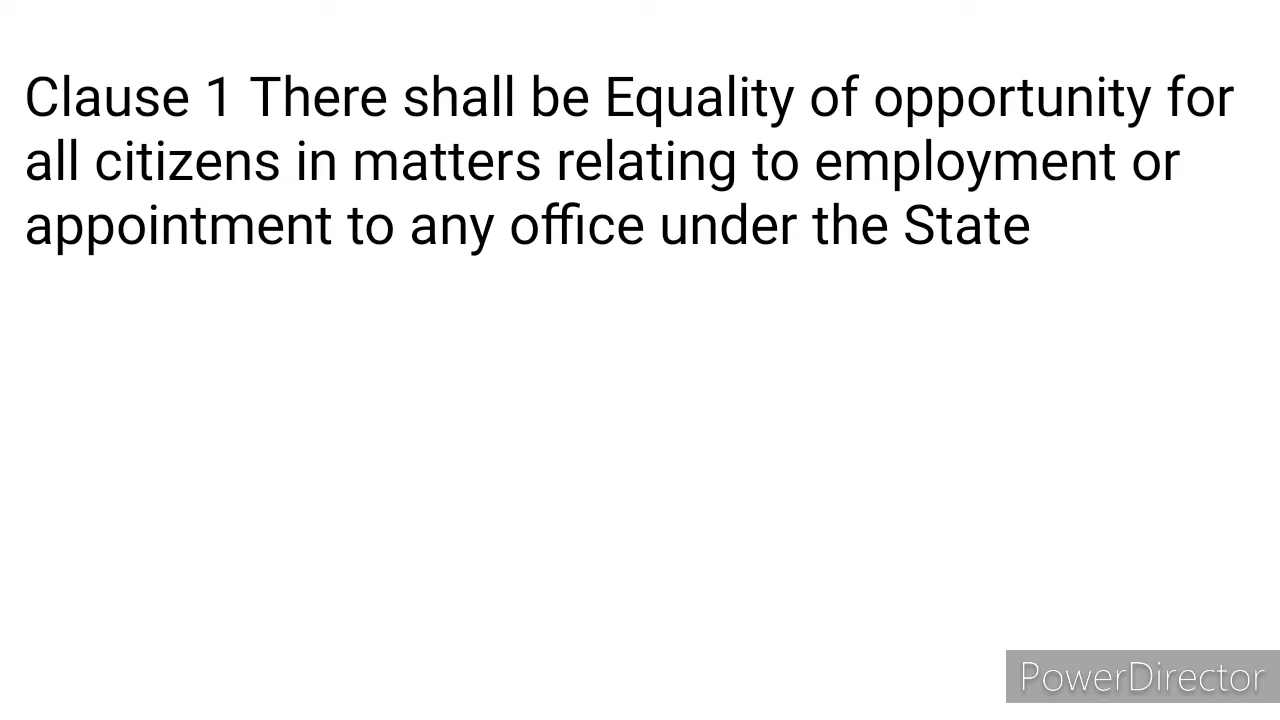 Clause 1 There shall be Equality of opportunity for
all citizens in matters relating to employment or
appointment to any office under the State
PowerDirector